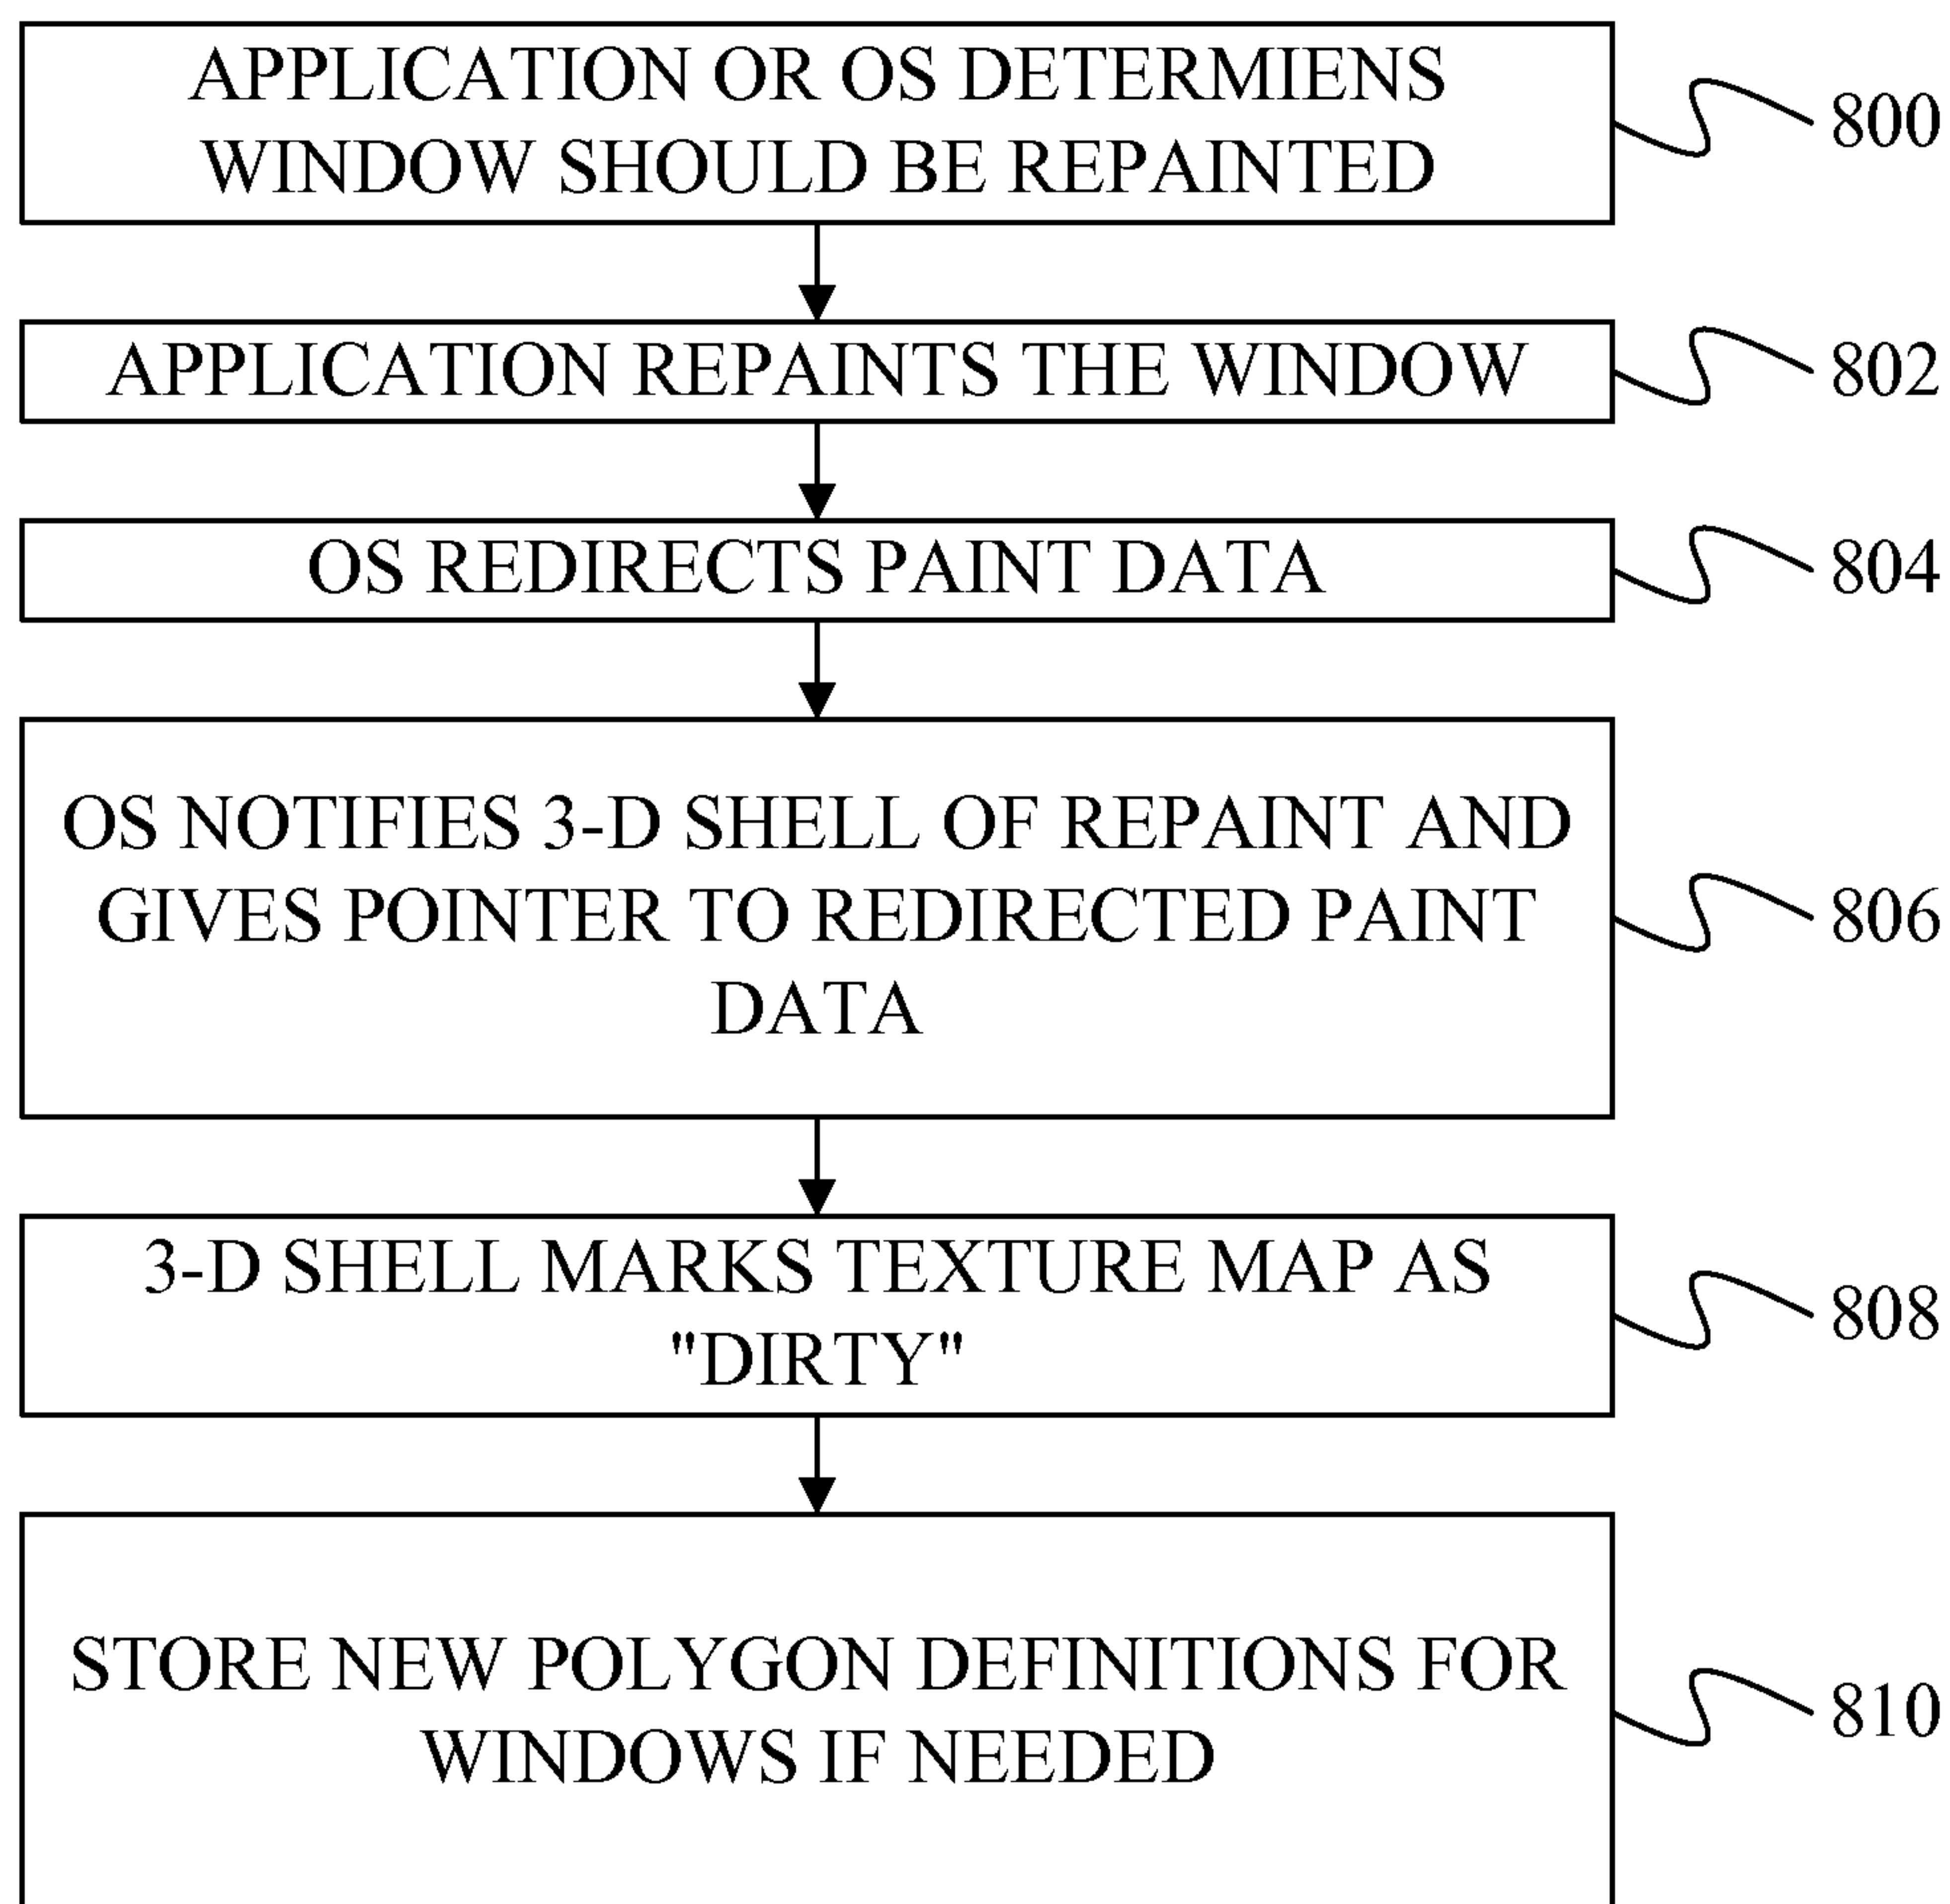 APPLICATION OR OS DETERMIENS
WINDOW SHOULD BE REPAINTED
800
APPLICATION REPAINTS THE WINDOW
802
OS REDIRECTS PAINT DATA
804
OS NOTIFIES 3-D SHELL OF REPAINT AND
GIVES POINTER TO REDIRECTED PAINT
DATA
806
3-D SHELL MARKS TEXTURE MAP AS
"DIRTY"
808
STORE NEW POLYGON DEFINITIONS FOR
WINDOWS IF NEEDED
810